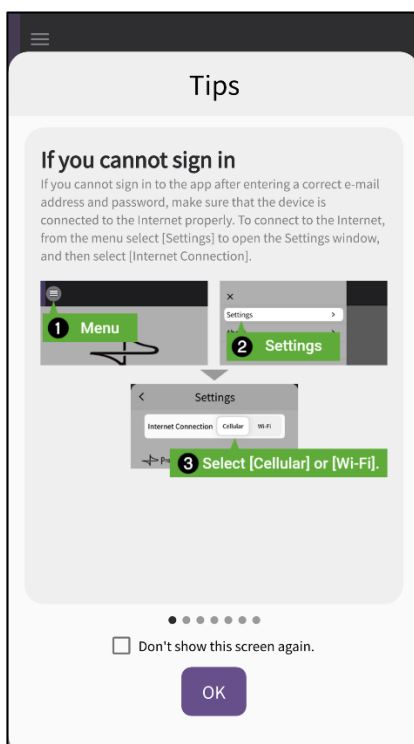 Tips
If you cannot sign in
If you cannot sign in to the app after entering a correct e-mail
address and password, make sure that the device is
connected to the Internet properly. To connect to the Internet,
from the menu select [Settings] to open the Settings window,
and then select [Internet Connection].
1 Menu
Settings
2 Settings
Settings
Internet Connection Cellular Wi-Fi
3 Select [Cellular] or [Wi-Fi].
Don't show this screen again.
OK